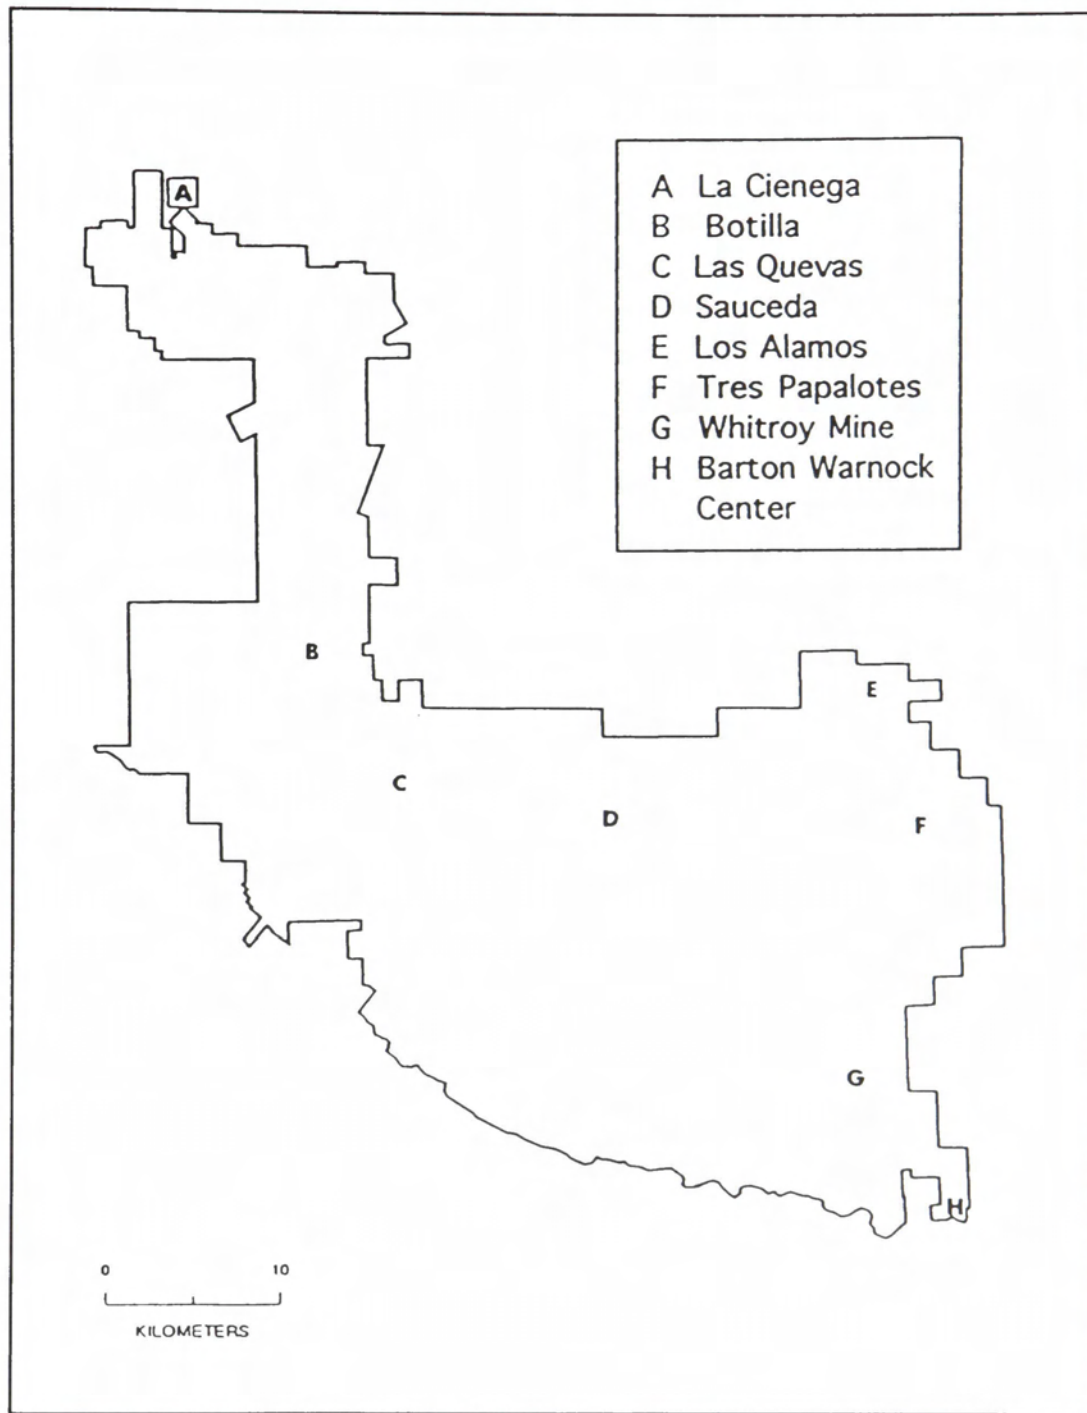 A
A La Cienega
B Botilla
C Las Quevas
D Sauceda
E Los Alamos
F Tres Papalotes
G Whitroy Mine
H Barton Warnock
Center
B
E
C
D
F
G
H
0 10
KILOMETERS